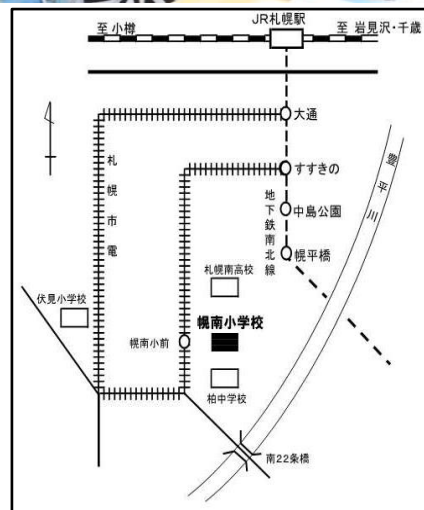 JR札幌駅
至 小樽
至 岩見沢・千歳
大通
すすきの
札幌市電
地下鉄南北線
中島公園
豊平川
幌平橋
札幌南高校
伏見小学校
幌南小学校
幌南小前
柏中学校
南22条橋